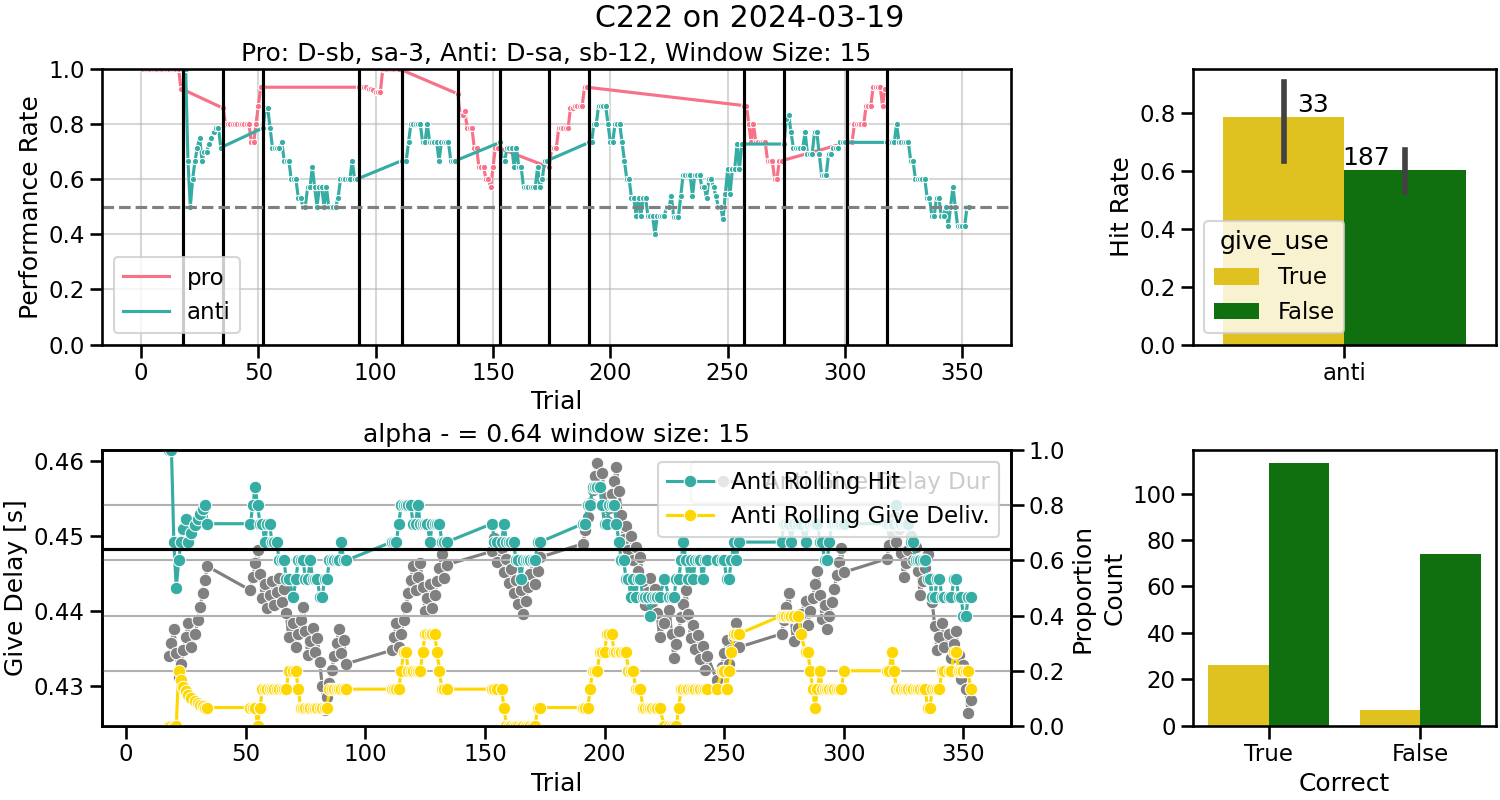 C222 on 2024-03-19
Pro: D-sb, sa-3, Anti: D-sa, sb-12, Window Size: 15
Performance Rate
1.0
0.8
0.6
0.4
0.2
0.0
pro
anti
0 50 100 150 200 250 300 350
Trial
Hit Rate
0.8
0.6
0.4
0.2
0.0
33
187
give_use
True
False
anti
alpha - = 0.64 window size: 15
Give Delay [s]
0.46
0.45
0.44
0.43
Anti Rolling Hit
Anti Rolling Give Deliv.
Delay Dur
1.0
0.8
0.6
0.4
0.2
0.0
Proportion
0 50 100 150 200 250 300 350
Trial
Count
100
80
60
40
20
0
True False
Correct